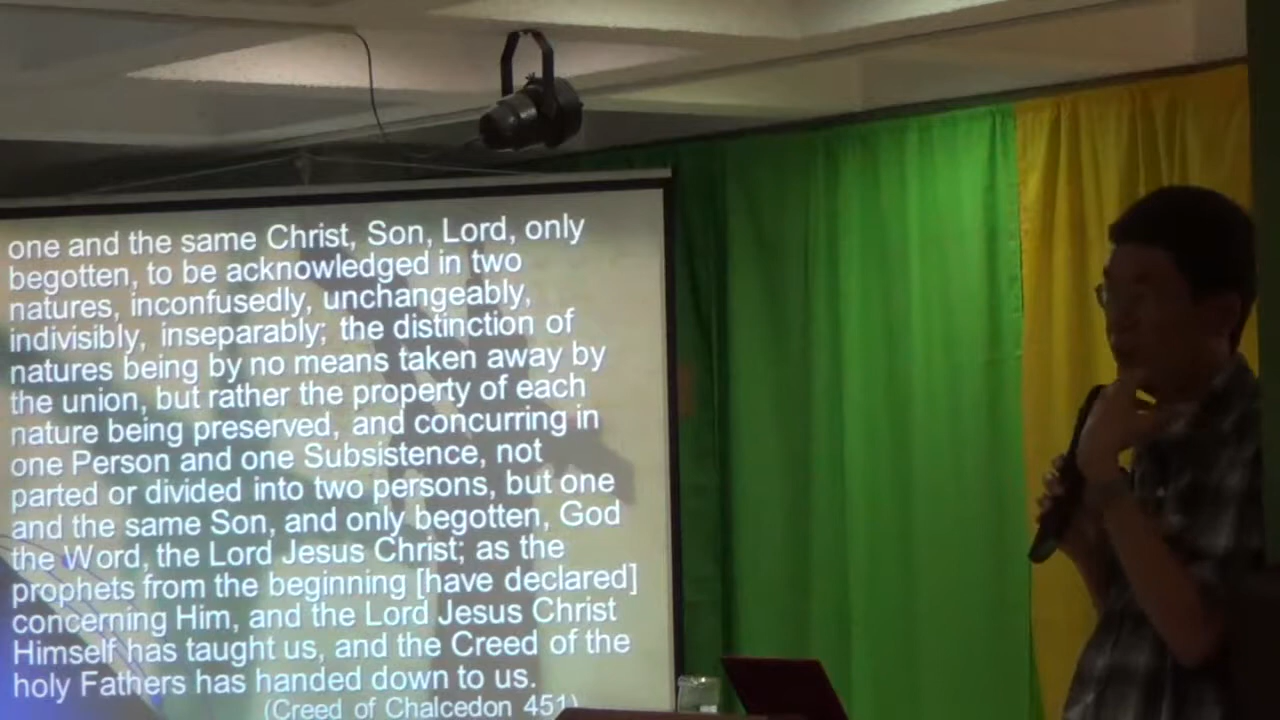 one and the same Christ, Son, Lord, only
begotten, to be acknowledged in two
natures, inconfusedly, unchangeably,
indivisibly, inseparably; the distinction of
natures being by no means taken away by
the union, but rather the property of each
nature being preserved, and concurring in
one Person and one Subsistence, not
parted or divided into two persons, but one
and the same Son, and only begotten, God
the Word, the Lord Jesus Christ; as the
prophets from the beginning [have declared]
concerning Him, and the Lord Jesus Christ
Himself has taught us, and the Creed of the
holy Fathers has handed down to us.
(Creed of Chalcedon 451)